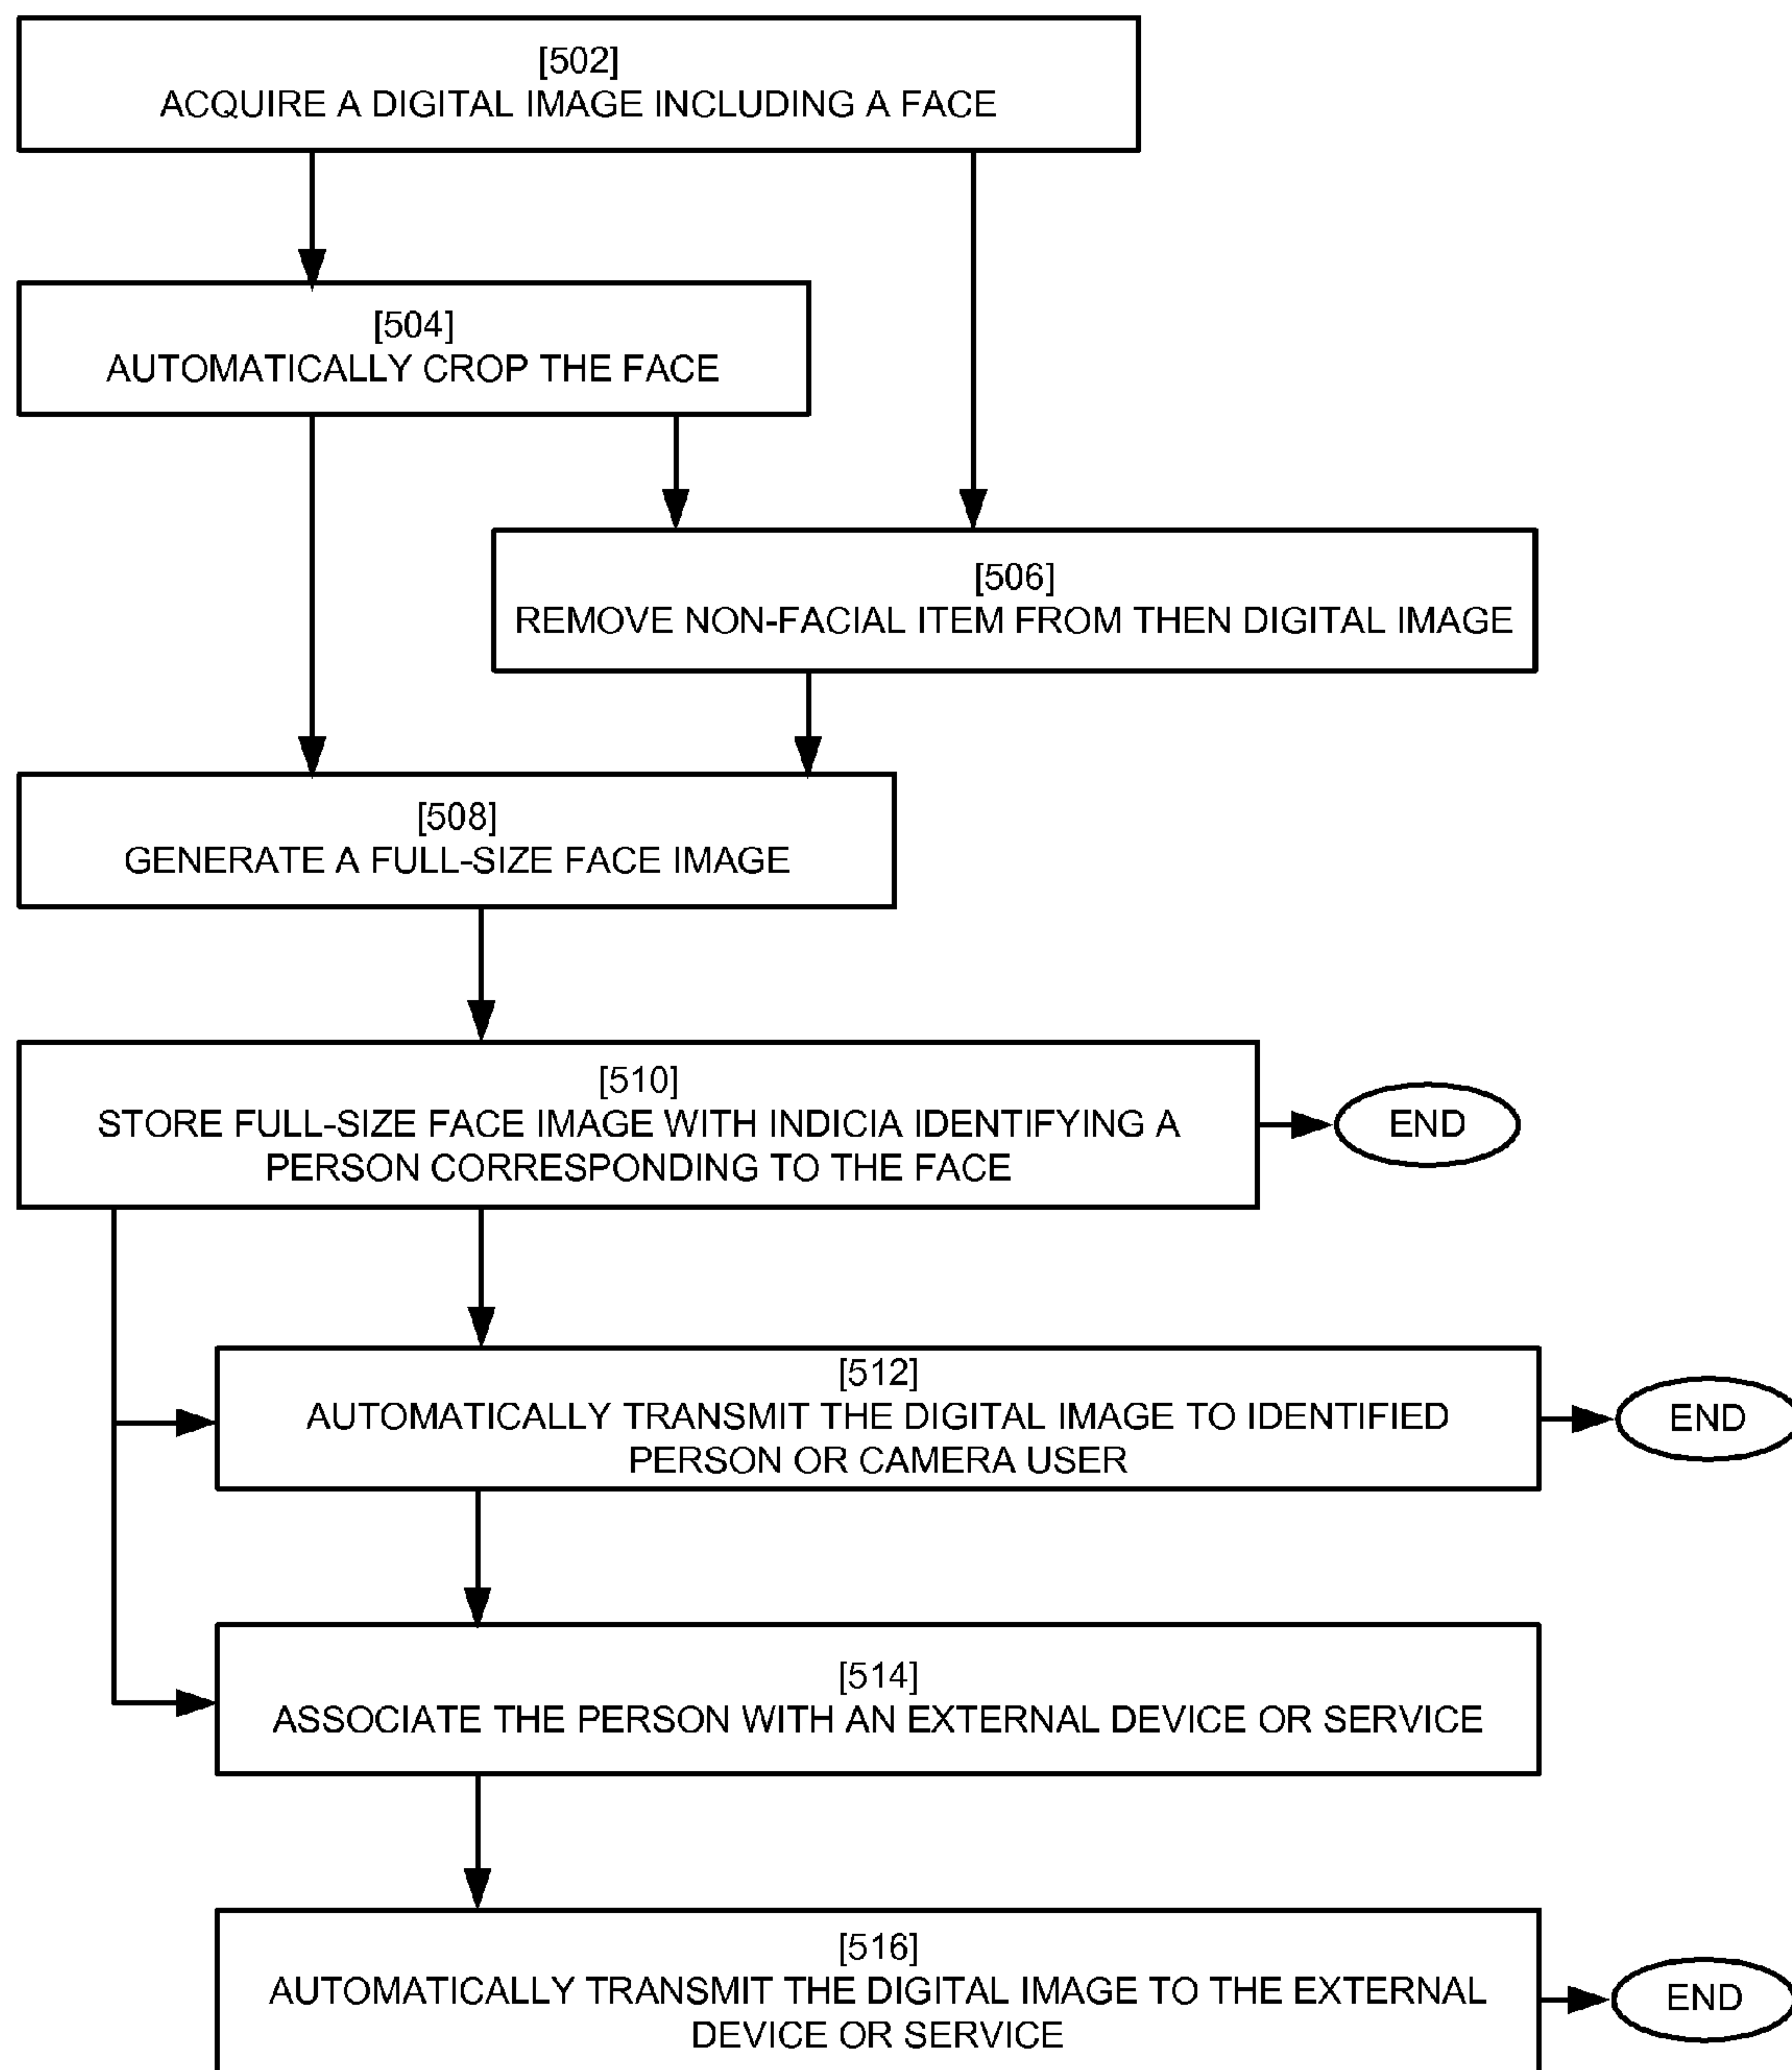 [502]
ACQUIRE A DIGITAL IMAGE INCLUDING A FACE
[504]
AUTOMATICALLY CROP THE FACE
[506]
REMOVE NON-FACIAL ITEM FROM THEN DIGITAL IMAGE
[508]
GENERATE A FULL-SIZE FACE IMAGE
[510]
STORE FULL-SIZE FACE IMAGE WITH INDICIA IDENTIFYING A
PERSON CORRESPONDING TO THE FACE
END
[512]
AUTOMATICALLY TRANSMIT THE DIGITAL IMAGE TO IDENTIFIED
PERSON OR CAMERA USER
END
[514]
ASSOCIATE THE PERSON WITH AN EXTERNAL DEVICE OR SERVICE
[516]
AUTOMATICALLY TRANSMIT THE DIGITAL IMAGE TO THE EXTERNAL
DEVICE OR SERVICE
END